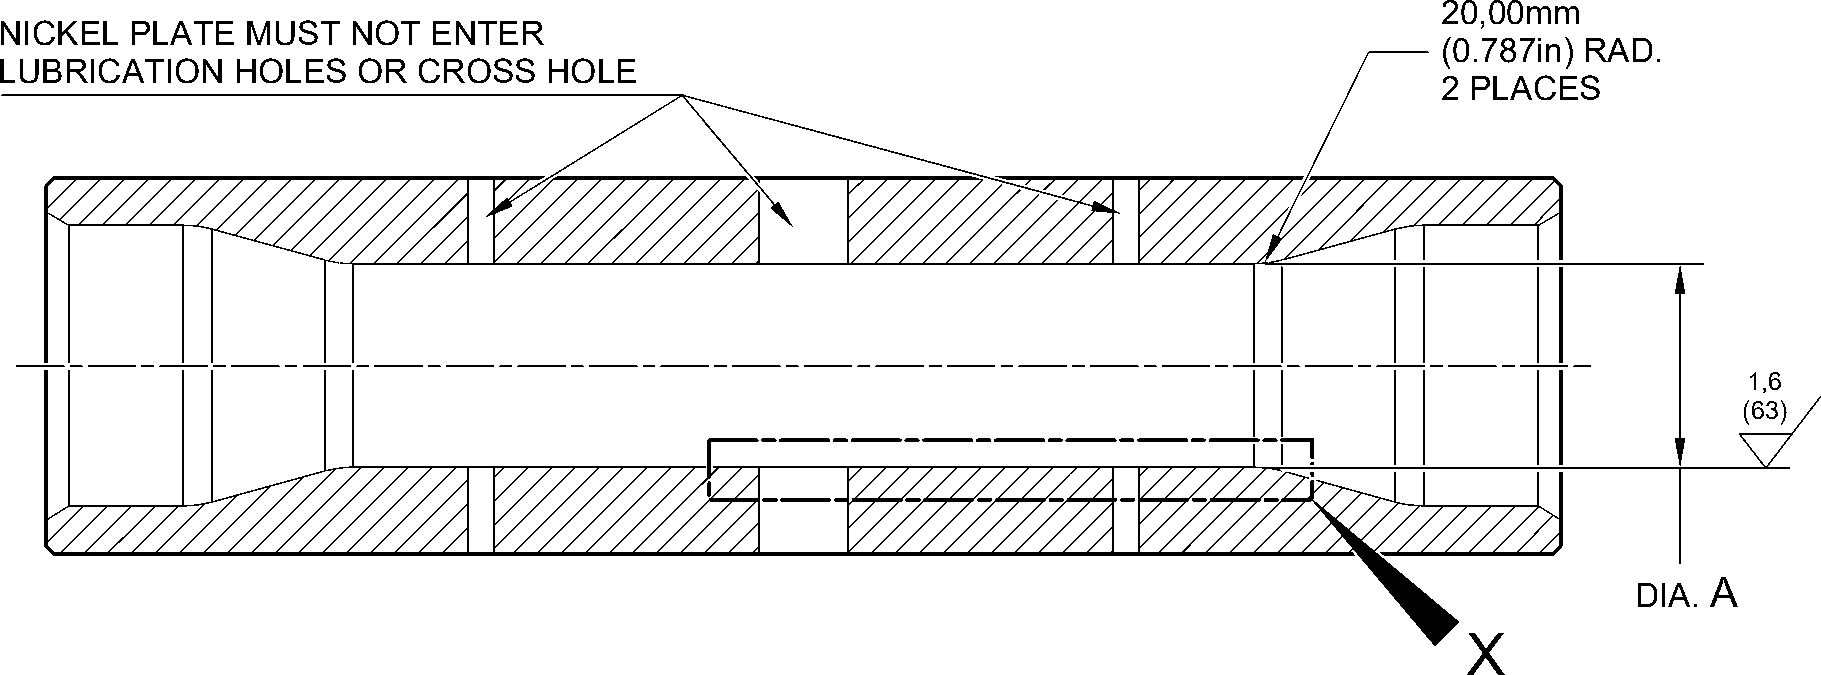 NICKEL PLATE MUST NOT ENTER
LUBRICATION HOLES OR CROSS HOLE
20,00mm
(0.787in) RAD.
2 PLACES
1,6
(63)
DIA. A
X